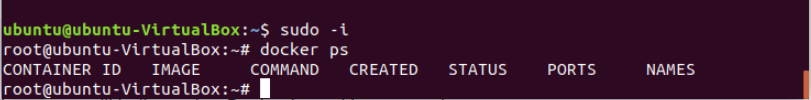 ubuntu@ubuntu-VirtualBox:~$ sudo -i
root@ubuntu-VirtualBox:~# docker ps
CONTAINER ID   IMAGE     COMMAND   CREATED   STATUS    PORTS     NAMES
root@ubuntu-VirtualBox:~#